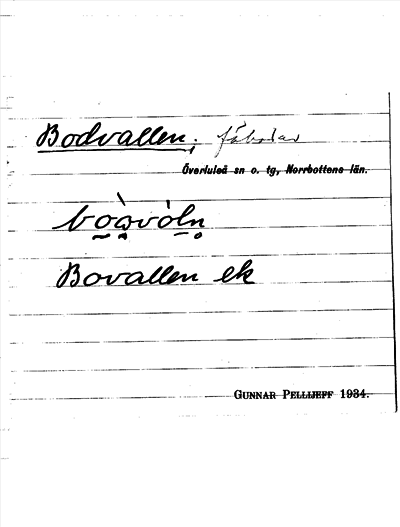 Bodvallen; fäbodar
Överluleå sn o. tg, Norrbottens län.
Bovallen ek
GUNNAR PELLIJEFF 1934.